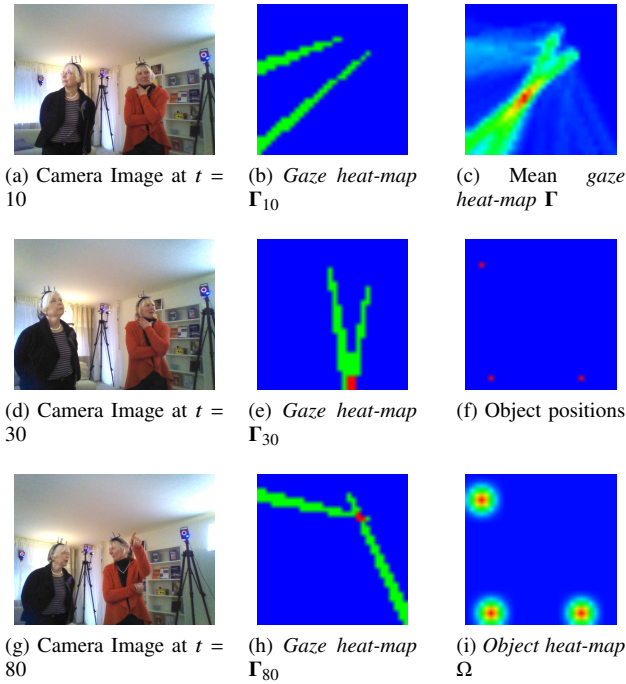 (a) Camera Image at t =
10
(b) Gaze heat-map
Γ10
(c) Mean gaze
heat-map Γ
(d) Camera Image at t =
30
(e) Gaze heat-map
Γ30
(f) Object positions
(g) Camera Image at t =
80
(h) Gaze heat-map
Γ80
(i) Object heat-map
Ω